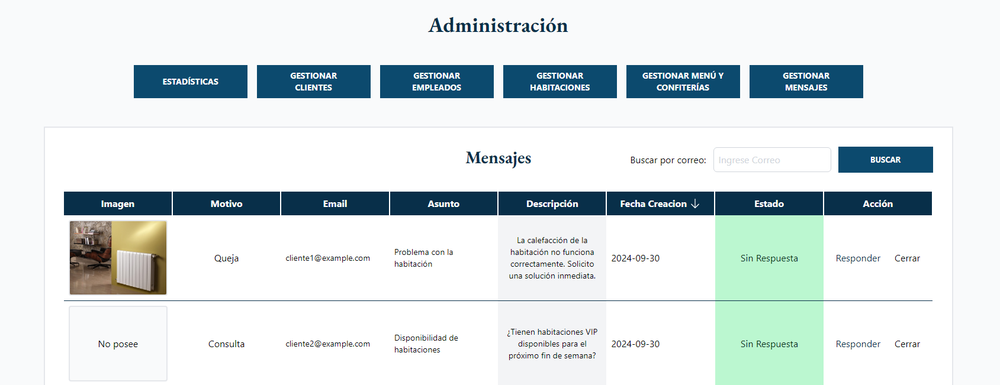 Administración
ESTADÍSTICAS
GESTIONAR
CLIENTES
GESTIONAR
EMPLEADOS
GESTIONAR
HABITACIONES
GESTIONAR MENÚ Y
CONFITERÍAS
GESTIONAR
MENSAJES
Mensajes
Buscar por correo:
Ingrese Correo
BUSCAR
Imagen
Motivo
Email
Asunto
Descripción
Fecha Creacion
Estado
Acción
Queja
cliente1@example.com
Problema con la
habitación
La calefacción de la
habitación no funciona
correctamente. Solicito
una solución inmediata.
2024-09-30
Sin Respuesta
Responder
Cerrar
No posee
Consulta
cliente2@example.com
Disponibilidad de
habitaciones
¿Tienen habitaciones VIP
disponibles para el
próximo fin de semana?
2024-09-30
Sin Respuesta
Responder
Cerrar